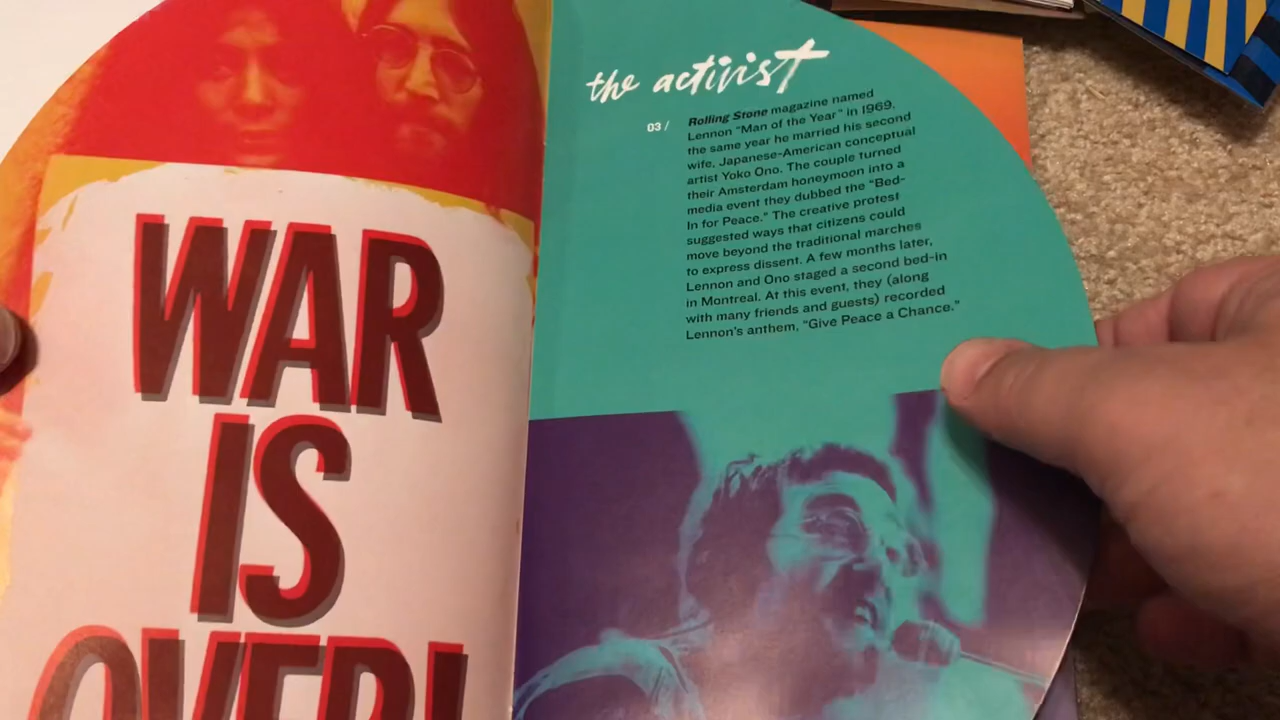 WAR
IS
OVER!
the activist
03 /
Rolling Stone magazine named
Lennon “Man of the Year” in 1969,
the same year he married his second
wife, Japanese-American conceptual
artist Yoko Ono. The couple turned
their Amsterdam honeymoon into a
media event they dubbed the “Bed-
In for Peace.” The creative protest
suggested ways that citizens could
move beyond the traditional marches
to express dissent. A few months later,
Lennon and Ono staged a second bed-in
in Montreal. At this event, they (along
with many friends and guests) recorded
Lennon’s anthem, “Give Peace a Chance.”